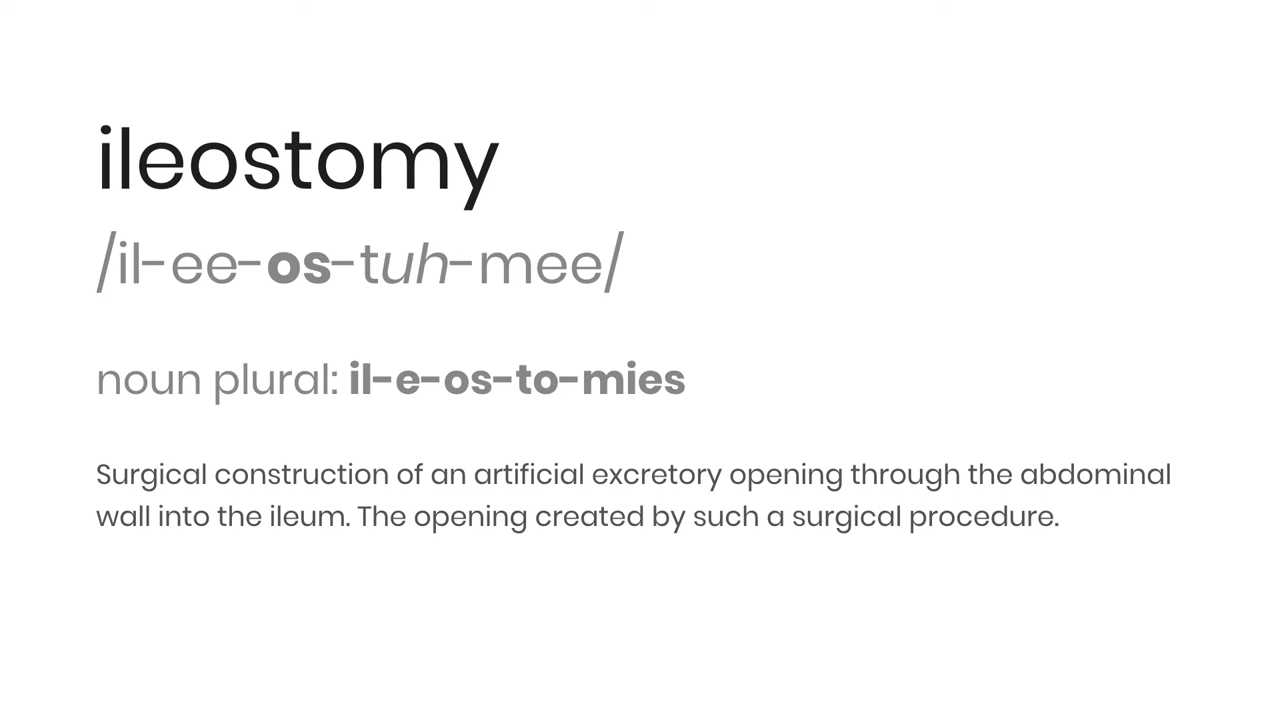 ileostomy
/il-ee-os-tuh-mee/
noun plural: il-e-os-to-mies
Surgical construction of an artificial excretory opening through the abdominal
wall into the ileum. The opening created by such a surgical procedure.